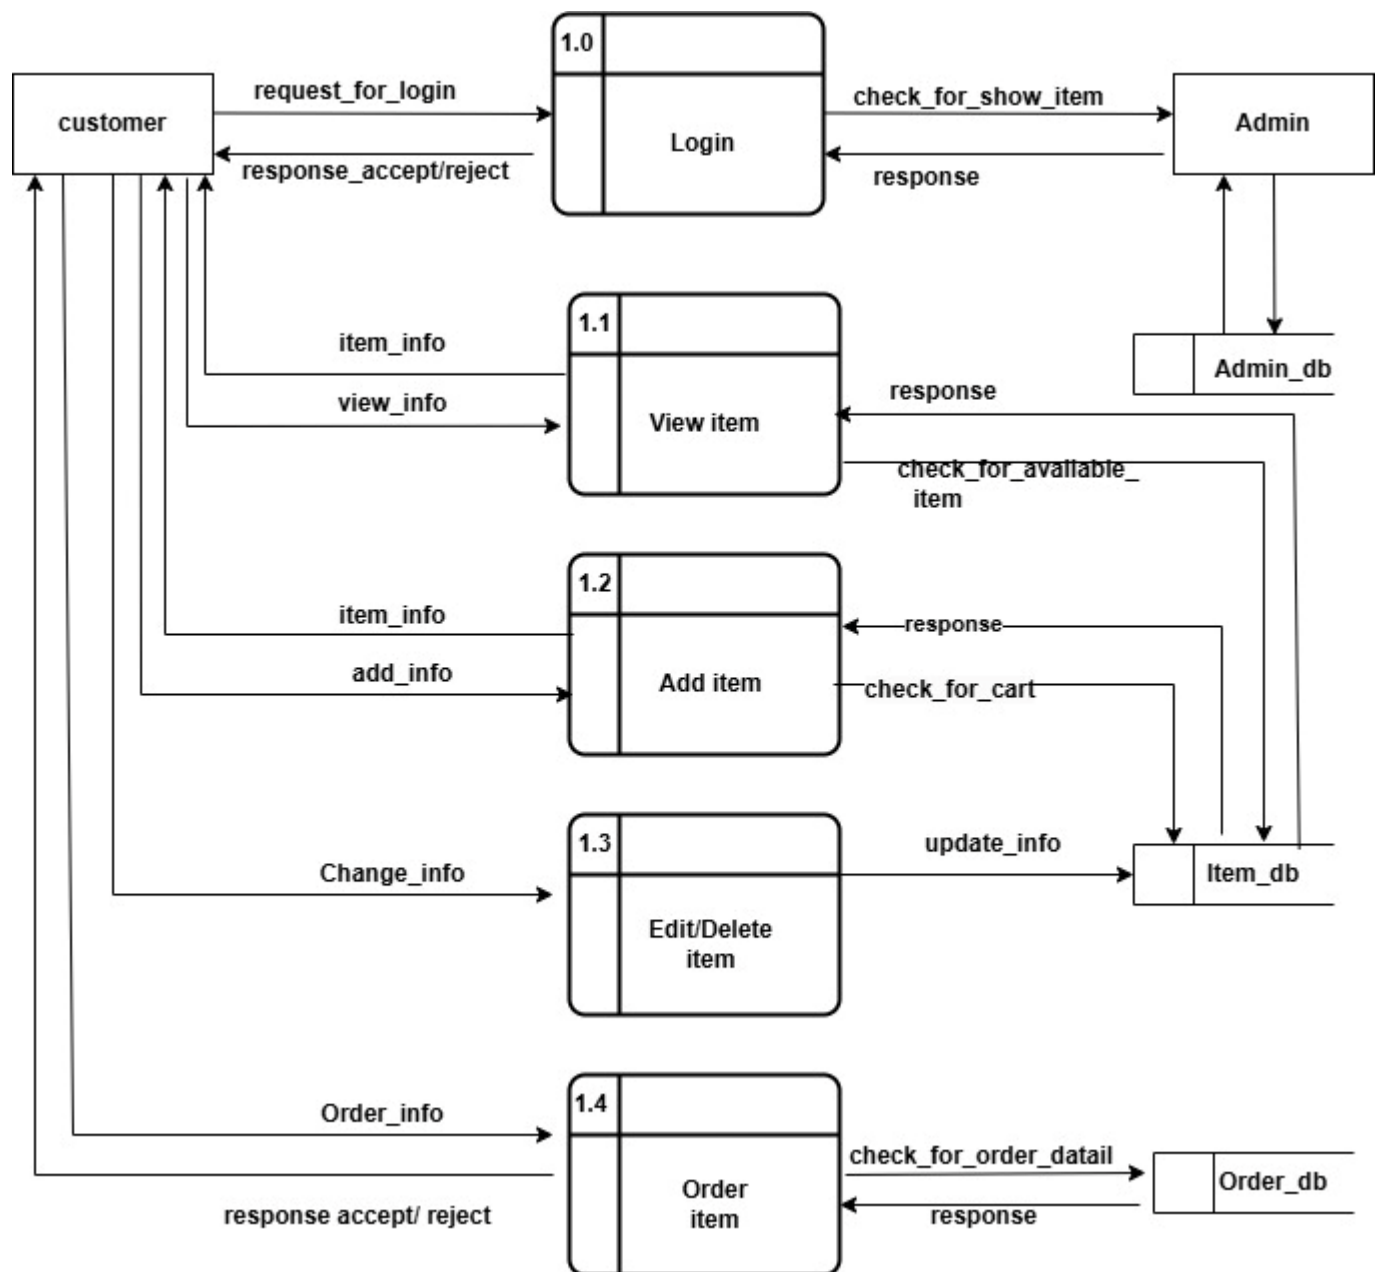 1.0
request_for_login
check_for_show_item
customer
Admin
Login
response_accept/reject
response
1.1
item_info
Admin_db
response
view_info
View item
check_for_available_
item
1.2
item_info
response
add_info
Add item
check_for_cart
1.3
update_info
Change_info
Item_db
Edit/Delete
item
1.4
Order_info
check_for_order_datail
Order
item
Order_db
response accept/ reject
response